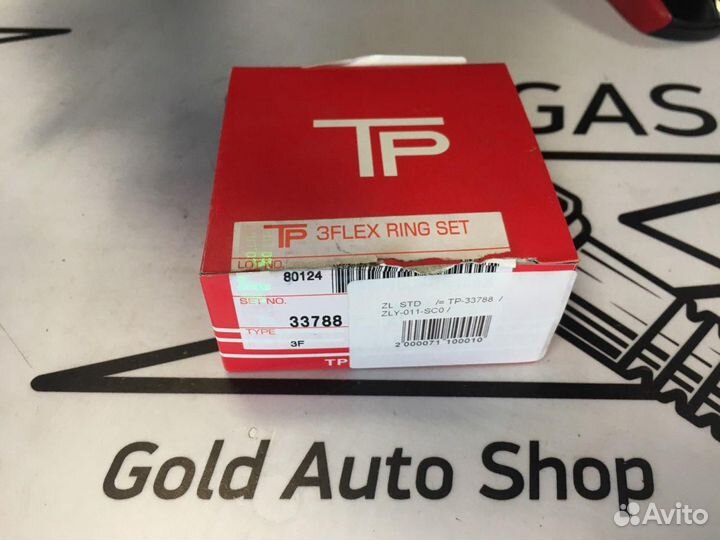 GAS
TP
TP 3FLEX RING SET
LOT NO.
80124
SET NO.
33788
TYPE
3F
ZL STD /= TP-33788 /
ZLY-011-SC0 /
2 000071 100010
TP
Gold Auto Shop
Avito